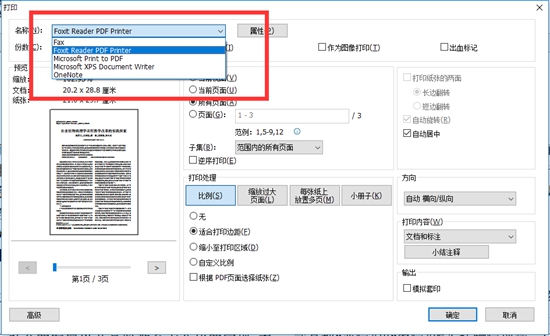 打印
名称(N): Foxit Reader PDF Printer 属性(P)
份数(C): (T) 作为图像打印(I) 出血标记
Fax
Foxit Reader PDF Printer
Microsoft Print to PDF
Microsoft XPS Document Writer
OneNote
预览
缩放:
文档: 20.2 x 28.8 厘米
纸张: 21.0 x 29.7 厘米
当前视图(V)
当前页面(U)
所有页面(A)
页面(G): 1 - 3 / 3
范例: 1,5-9,12
子集(B): 范围内的所有页面
逆序打印(E)
打印纸张的两面
长边翻转
短边翻转
自动旋转(R)
自动居中
打印处理
比例(S) 缩放过大页面(L) 每张纸上放置多页(M) 小册子(K)
无
适合打印边面(F)
缩小至打印区域(D)
自定义比例
根据 PDF页面选择纸张(Z)
方向
自动 横向/纵向
打印内容(W)
文档和标注
小结注释
输出
模拟套印
< >
第1页 / 3页
高级 确定 取消